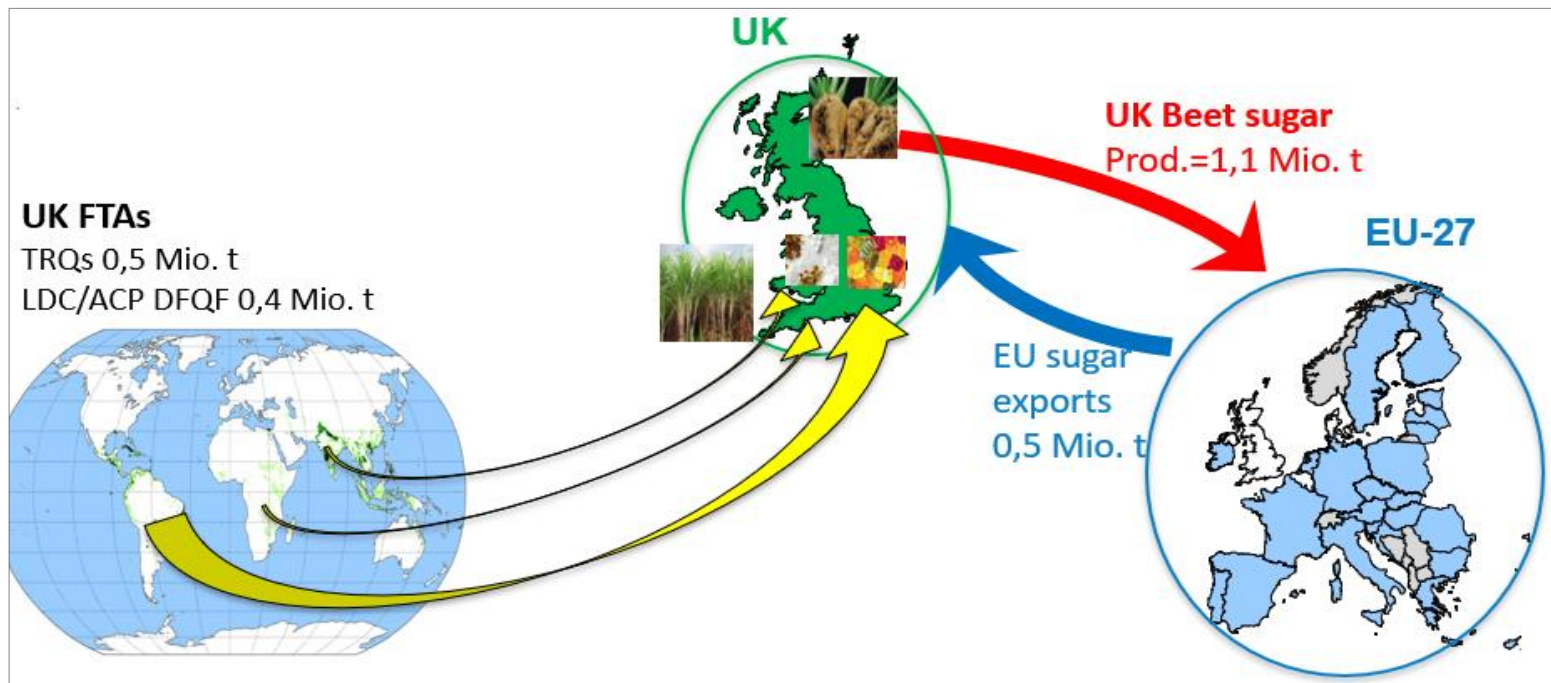 UK
UK Beet sugar
Prod.=1,1 Mio. t
UK FTAs
TRQs 0,5 Mio. t
LDC/ACP DFQF 0,4 Mio. t
EU-27
EU sugar
exports
0,5 Mio. t